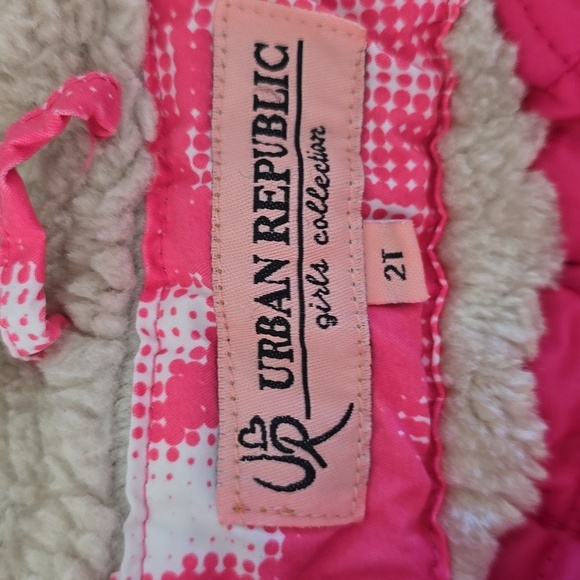 UR
URBAN REPUBLIC
girls collection
2T